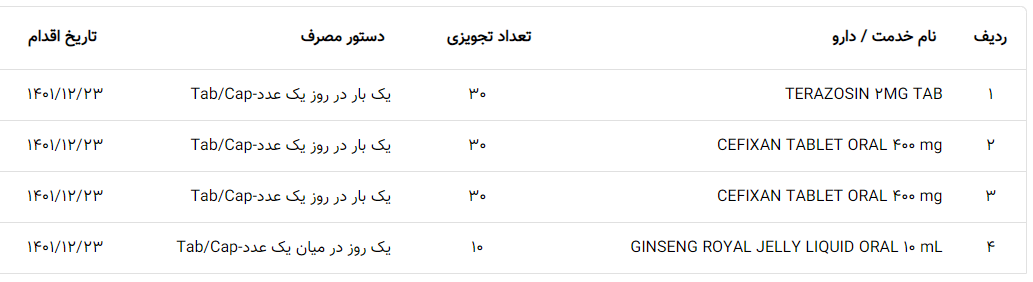 ردیف نام خدمت / دارو تعداد تجویزی دستور مصرف تاریخ اقدام
۱ TERAZOSIN ۲MG TAB ۳۰ یک بار در روز یک عدد-Tab/Cap ۱۴۰۱/۱۲/۲۳
۲ CEFIXAN TABLET ORAL ۴۰۰ mg ۳۰ یک بار در روز یک عدد-Tab/Cap ۱۴۰۱/۱۲/۲۳
۳ CEFIXAN TABLET ORAL ۴۰۰ mg ۳۰ یک بار در روز یک عدد-Tab/Cap ۱۴۰۱/۱۲/۲۳
۴ GINSENG ROYAL JELLY LIQUID ORAL ۱۰ mL ۱۰ یک روز در میان یک عدد-Tab/Cap ۱۴۰۱/۱۲/۲۳